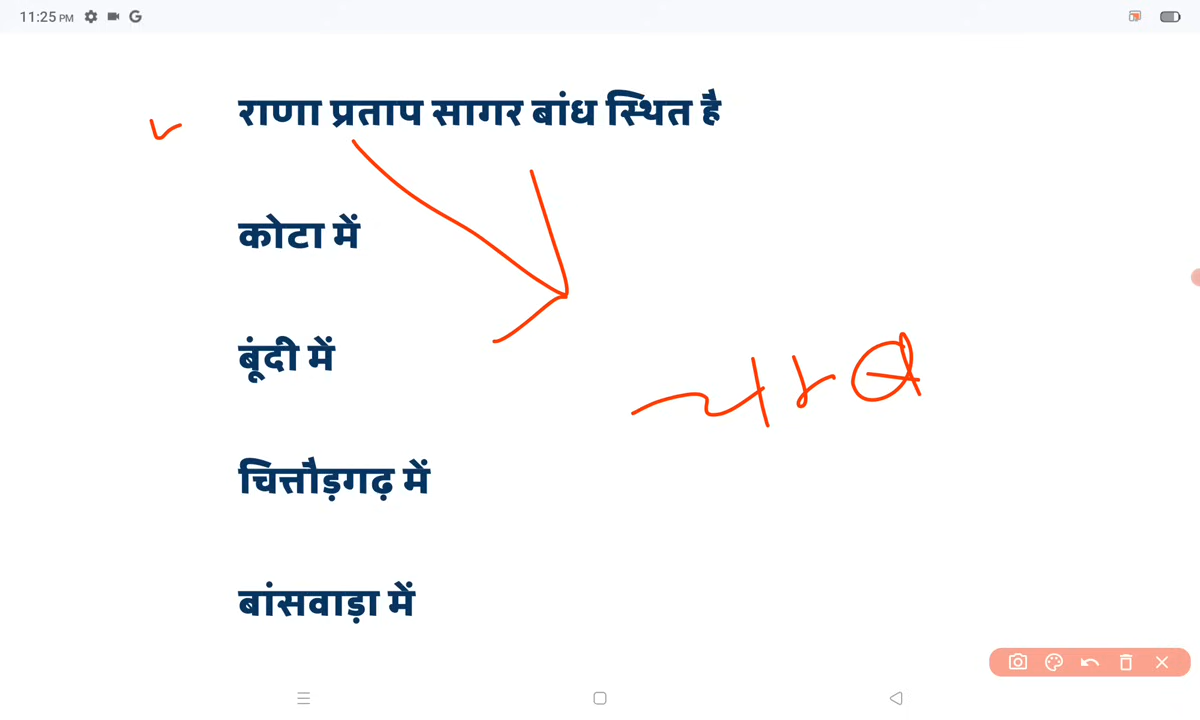 11:25 PM G
राणा प्रताप सागर बांध स्थित है
कोटा में
बूंदी में
चित्तौड़गढ़ में
बांसवाड़ा में